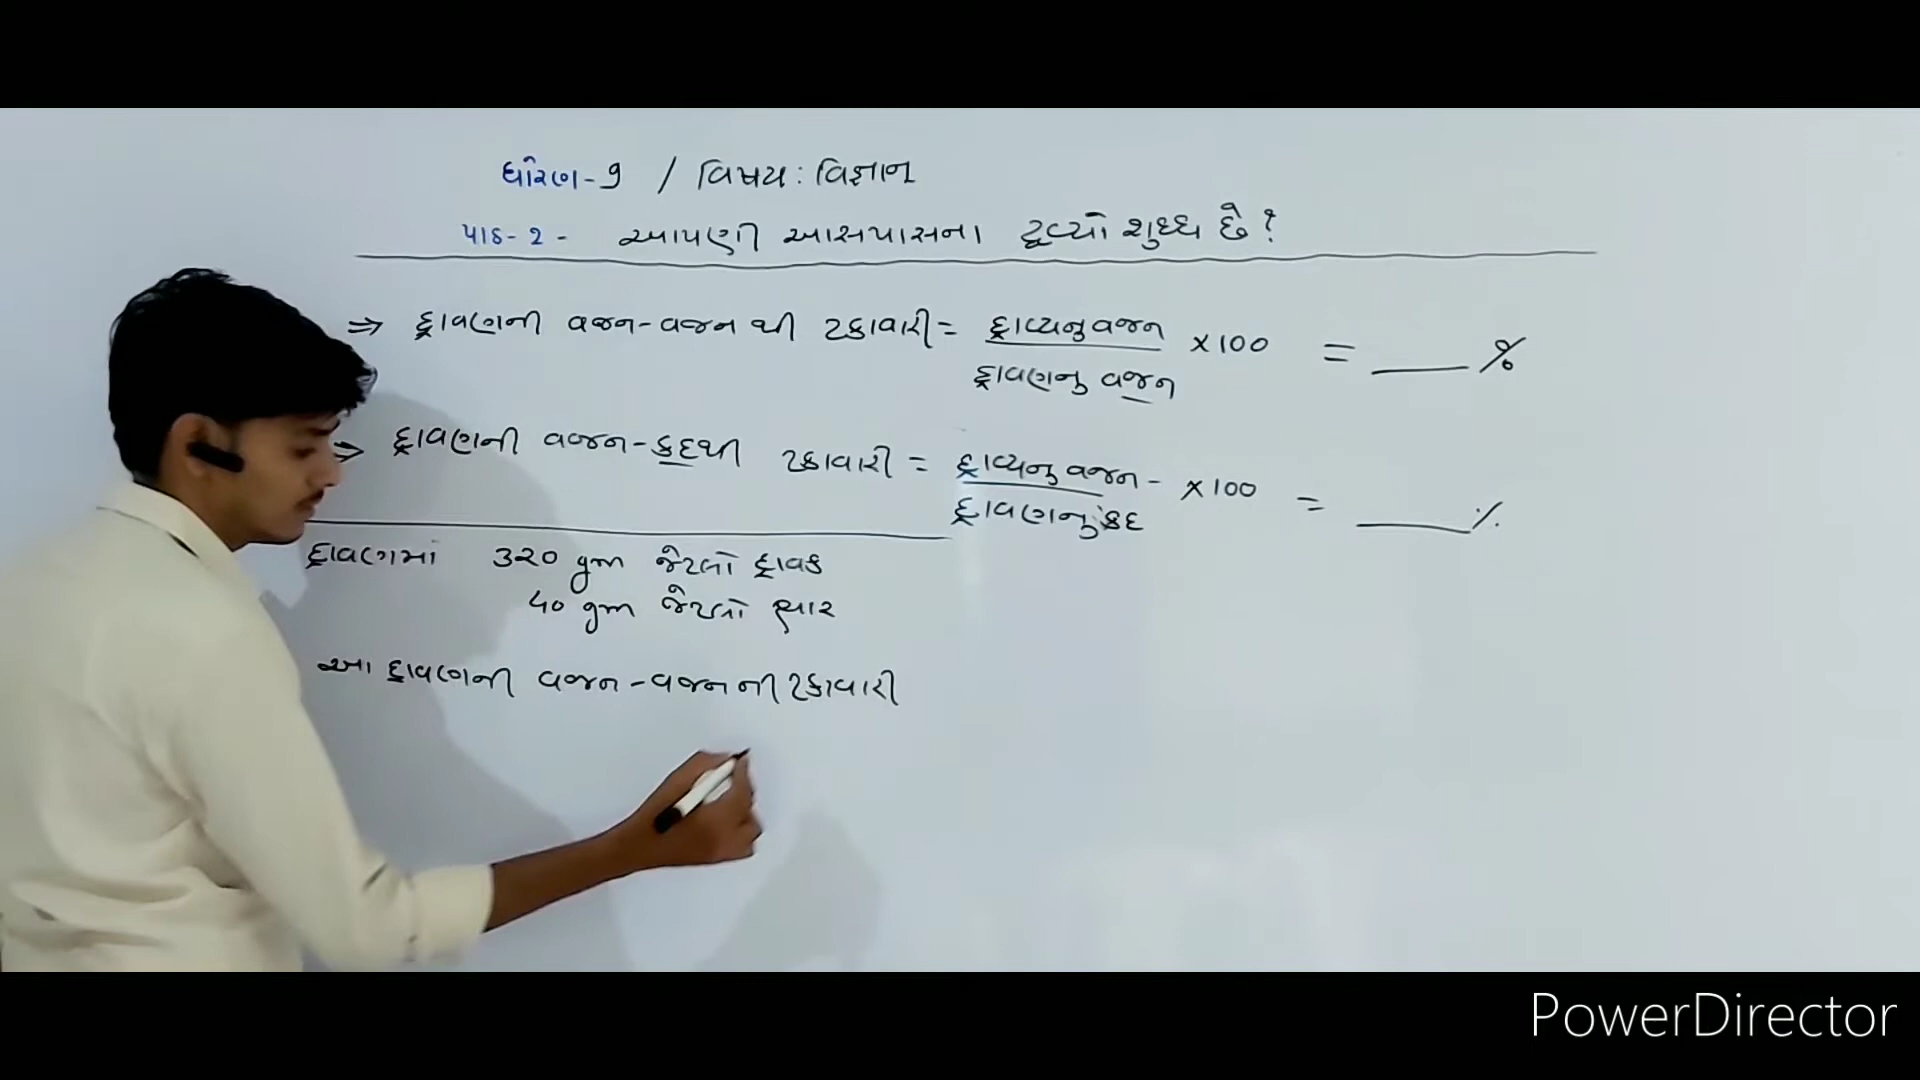 ધોરણ-9 / વિષય : વિજ્ઞાન
પાઠ-2 - આપણી આસપાસના દ્રવ્યો શુધ્ધ છે ?
⇒ દ્રાવણની વજન-વજન થી ટકાવારી = દ્રાવ્યનુ વજન / દ્રાવણનુ વજન × 100 = ___ %
⇒ દ્રાવણની વજન-કદથી ટકાવારી = દ્રાવ્યનુ વજન / દ્રાવણનુ કદ × 100 = ___ %
દ્રાવણમાં 320 gm જેટલો દ્રાવક
40 gm જેટલો ક્ષાર
આ દ્રાવણની વજન-વજનની ટકાવારી
PowerDirector